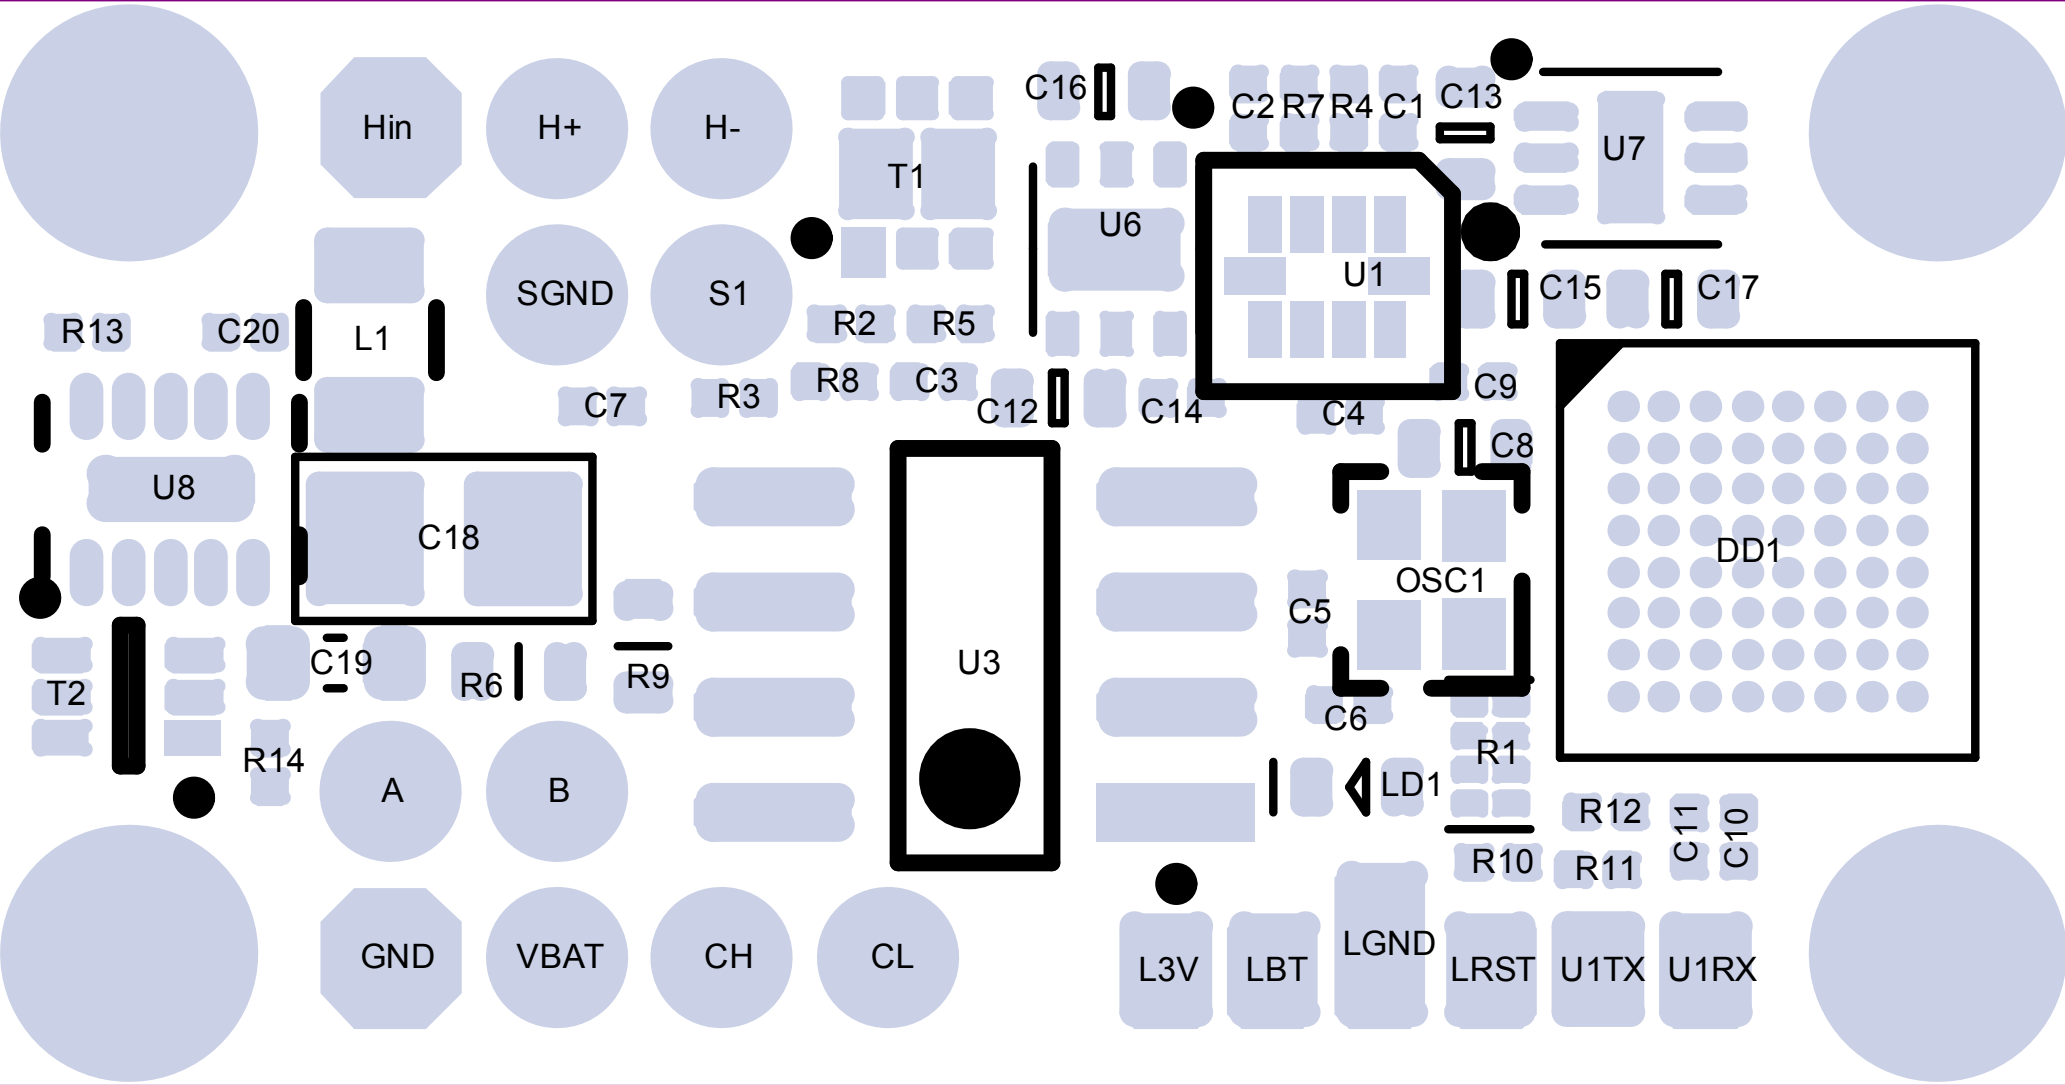 Hin
H+
H-
T1
C16
C2
R7
R4
C1
C13
U7
U6
U1
SGND
S1
C15
C17
R13
C20
L1
R2
R5
R8
C3
R3
C7
C12
C14
C4
C9
C8
U8
C18
DD1
OSC1
C5
U3
C19
R6
R9
T2
C6
R14
R1
A
B
LD1
R12
C11
C10
R10
R11
GND
VBAT
CH
CL
L3V
LBT
LGND
LRST
U1TX
U1RX